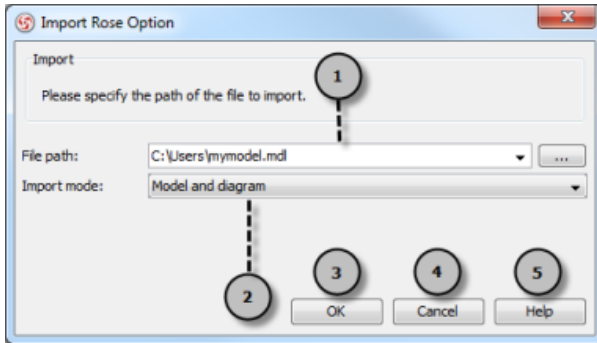 Import Rose Option
Import
1
Please specify the path of the file to import.
File path: C:\Users\mymodel.mdl ...
Import mode: Model and diagram
2 3 4 5
OK Cancel Help